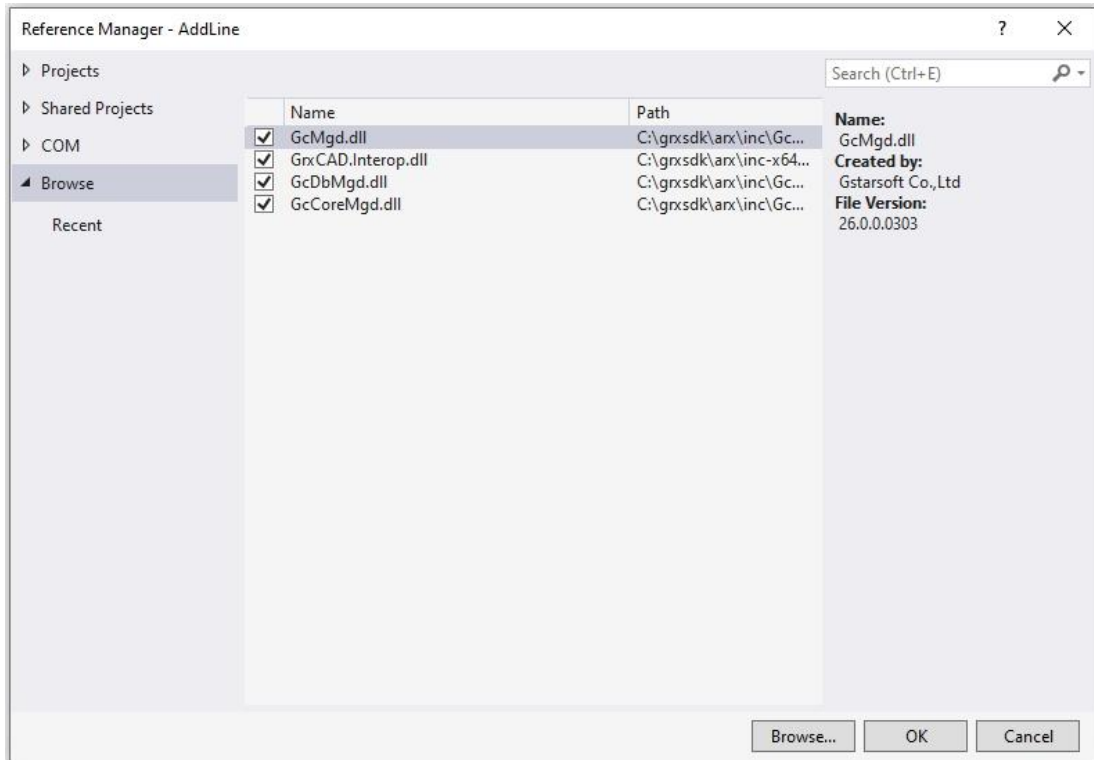 Reference Manager - AddLine
?
Projects
Shared Projects
COM
Browse
Recent
Name Path
GcMgd.dll C:\grxsdk\arx\inc\Gc...
GrxCAD.Interop.dll C:\grxsdk\arx\inc-x64...
GcDbMgd.dll C:\grxsdk\arx\inc\Gc...
GcCoreMgd.dll C:\grxsdk\arx\inc\Gc...
Search (Ctrl+E)
Name:
GcMgd.dll
Created by:
Gstarsoft Co.,Ltd
File Version:
26.0.0.0303
Browse... OK Cancel